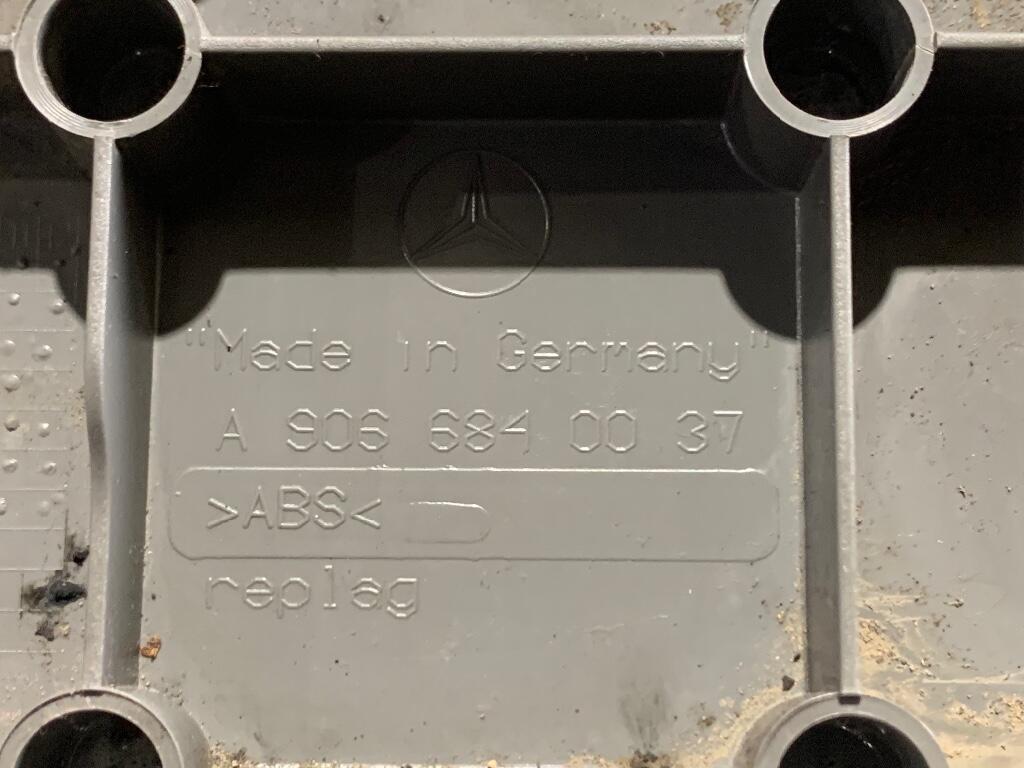 "Made in Germany"
A 906 684 00 37
>ABS<
replag